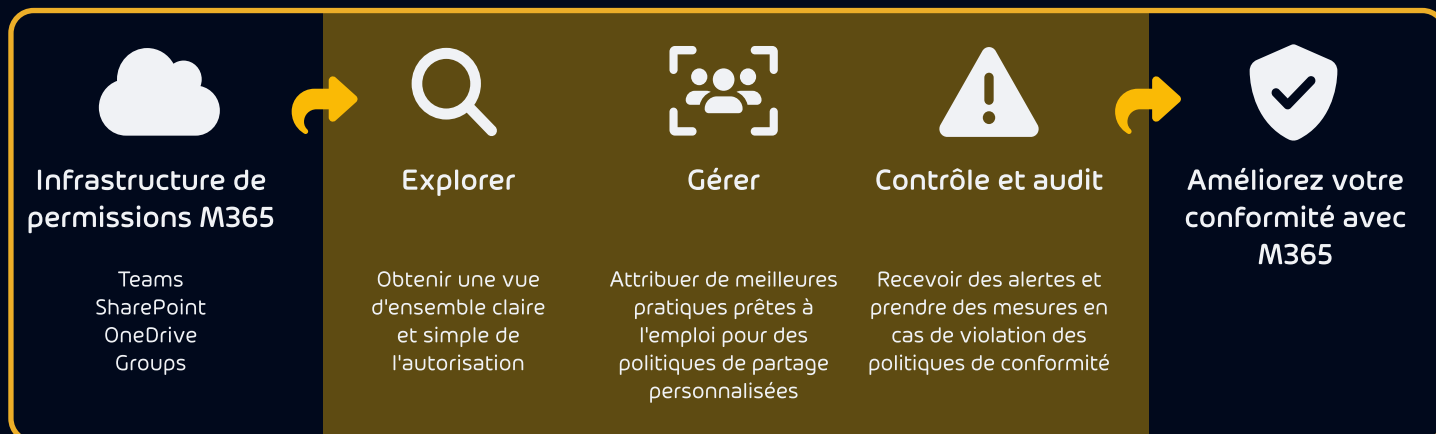 Infrastructure de
permissions M365
Teams
SharePoint
OneDrive
Groups
Explorer
Obtenir une vue
d'ensemble claire
et simple de
l'autorisation
Gérer
Attribuer de meilleures
pratiques prêtes à
l'emploi pour des
politiques de partage
personnalisées
Contrôle et audit
Recevoir des alertes et
prendre des mesures en
cas de violation des
politiques de conformité
Améliorez votre
conformité avec
M365